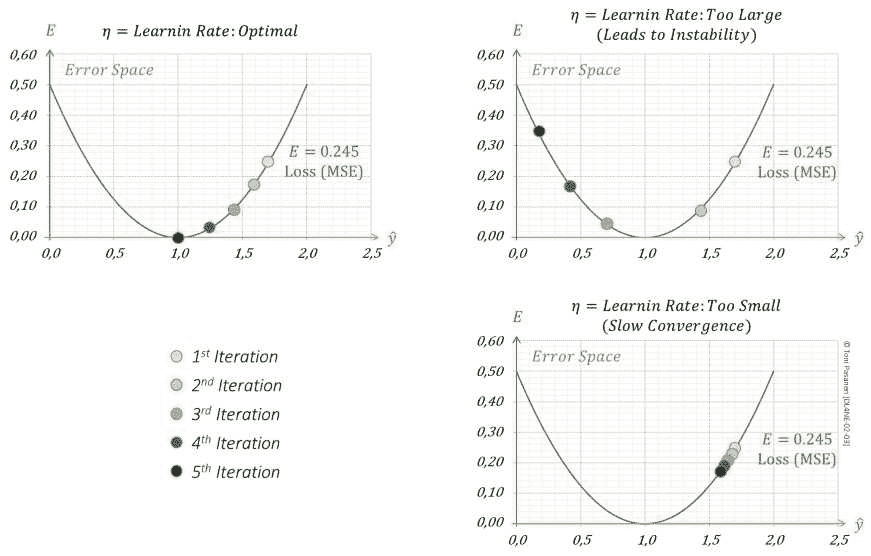 η = Learnin Rate: Optimal
E
0,60
0,50
0,40
0,30
0,20
0,10
0,00
Error Space
E = 0.245
Loss (MSE)
0,0 0,5 1,0 1,5 2,0 2,5
ŷ
η = Learnin Rate: Too Large
(Leads to Instability)
E
0,60
0,50
0,40
0,30
0,20
0,10
0,00
Error Space
E = 0.245
Loss (MSE)
0,0 0,5 1,0 1,5 2,0 2,5
ŷ
1st Iteration
2nd Iteration
3rd Iteration
4th Iteration
5th Iteration
η = Learnin Rate: Too Small
(Slow Convergence)
E
0,60
0,50
0,40
0,30
0,20
0,10
0,00
Error Space
E = 0.245
Loss (MSE)
0,0 0,5 1,0 1,5 2,0 2,5
ŷ
© Toni Pasanen [DL4NE-02-03]